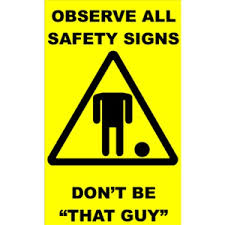 OBSERVE ALL
SAFETY SIGNS
DON'T BE
“THAT GUY”